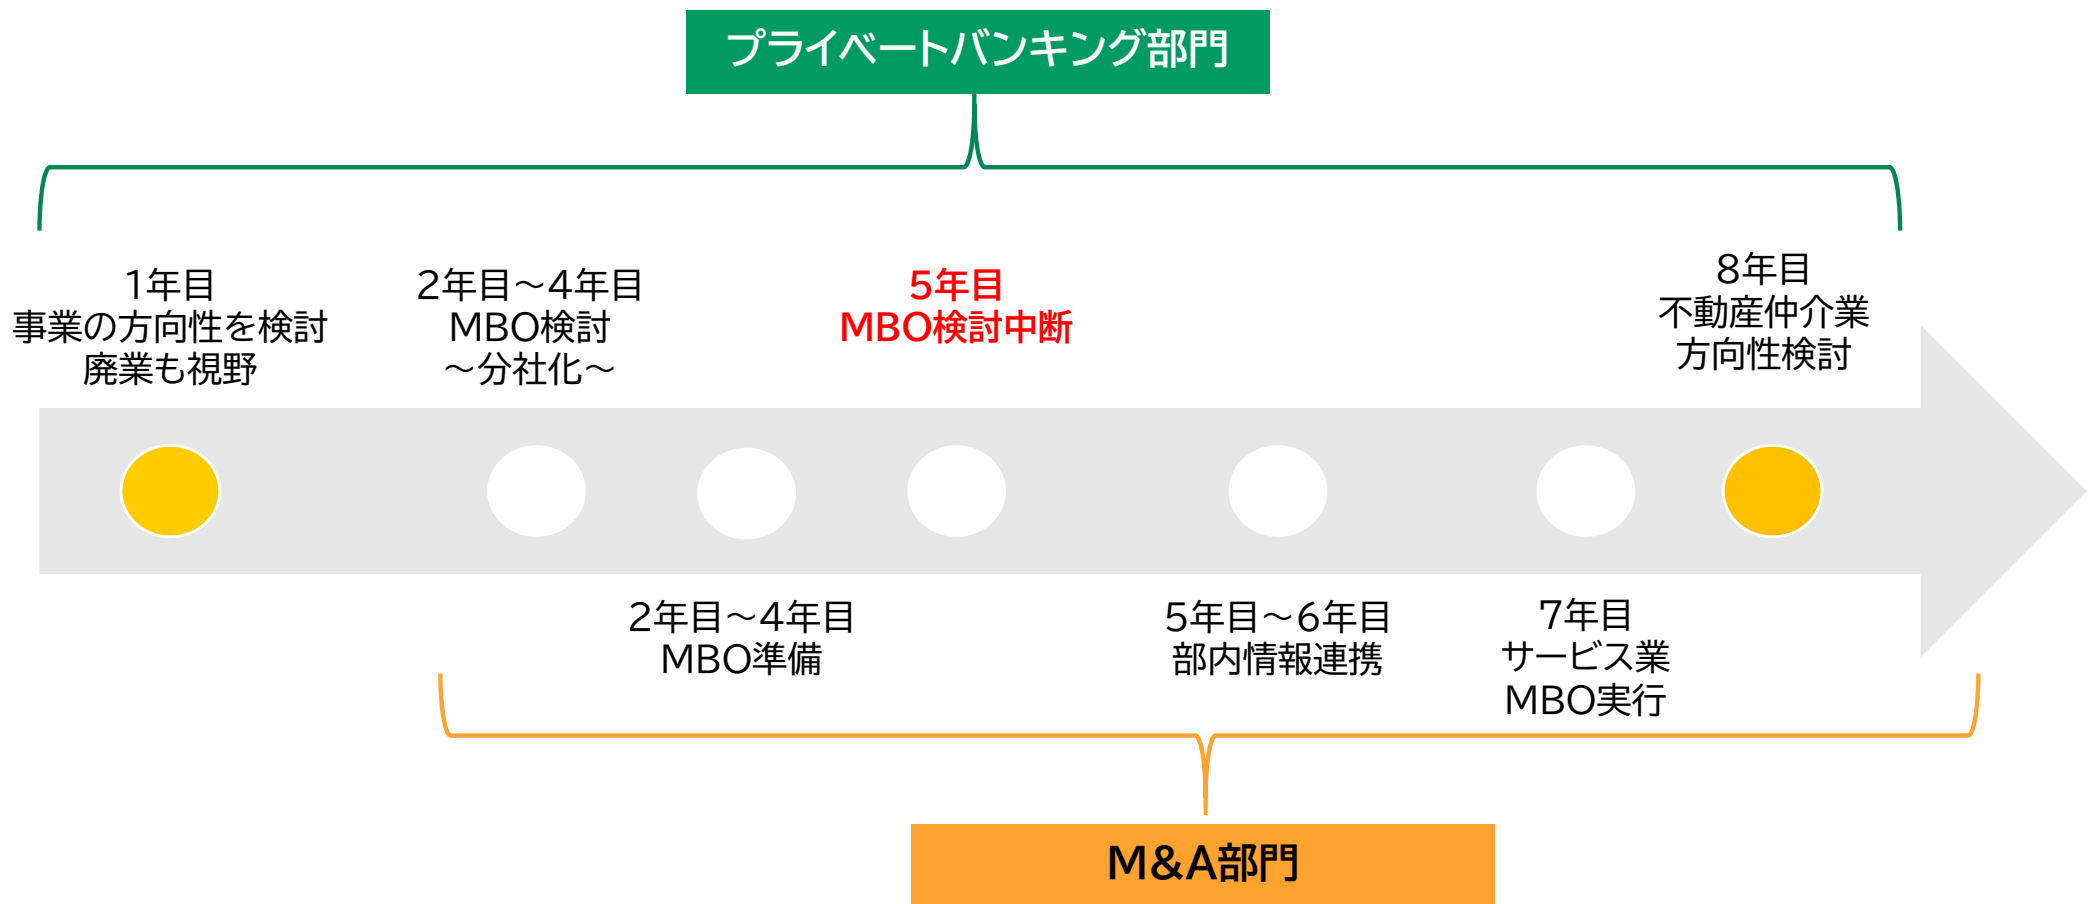 プライベートバンキング部門
1年目
事業の方向性を検討
廃業も視野
2年目～4年目
MBO検討
～分社化～
5年目
MBO検討中断
8年目
不動産仲介業
方向性検討
2年目～4年目
MBO準備
5年目～6年目
部内情報連携
7年目
サービス業
MBO実行
M&A部門